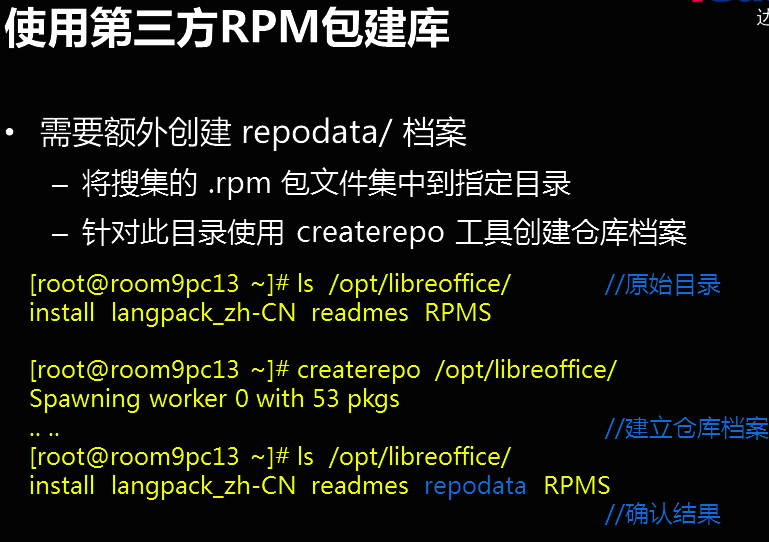 使用第三方RPM包建库
边
• 需要额外创建 repodata/ 档案
– 将搜集的 .rpm 包文件集中到指定目录
– 针对此目录使用 createrepo 工具创建仓库档案
[root@room9pc13 ~]# ls /opt/libreoffice/ //原始目录
install langpack_zh-CN readmes RPMS
[root@room9pc13 ~]# createrepo /opt/libreoffice/
Spawning worker 0 with 53 pkgs
.. .. //建立仓库档案
[root@room9pc13 ~]# ls /opt/libreoffice/
install langpack_zh-CN readmes repodata RPMS
//确认结果